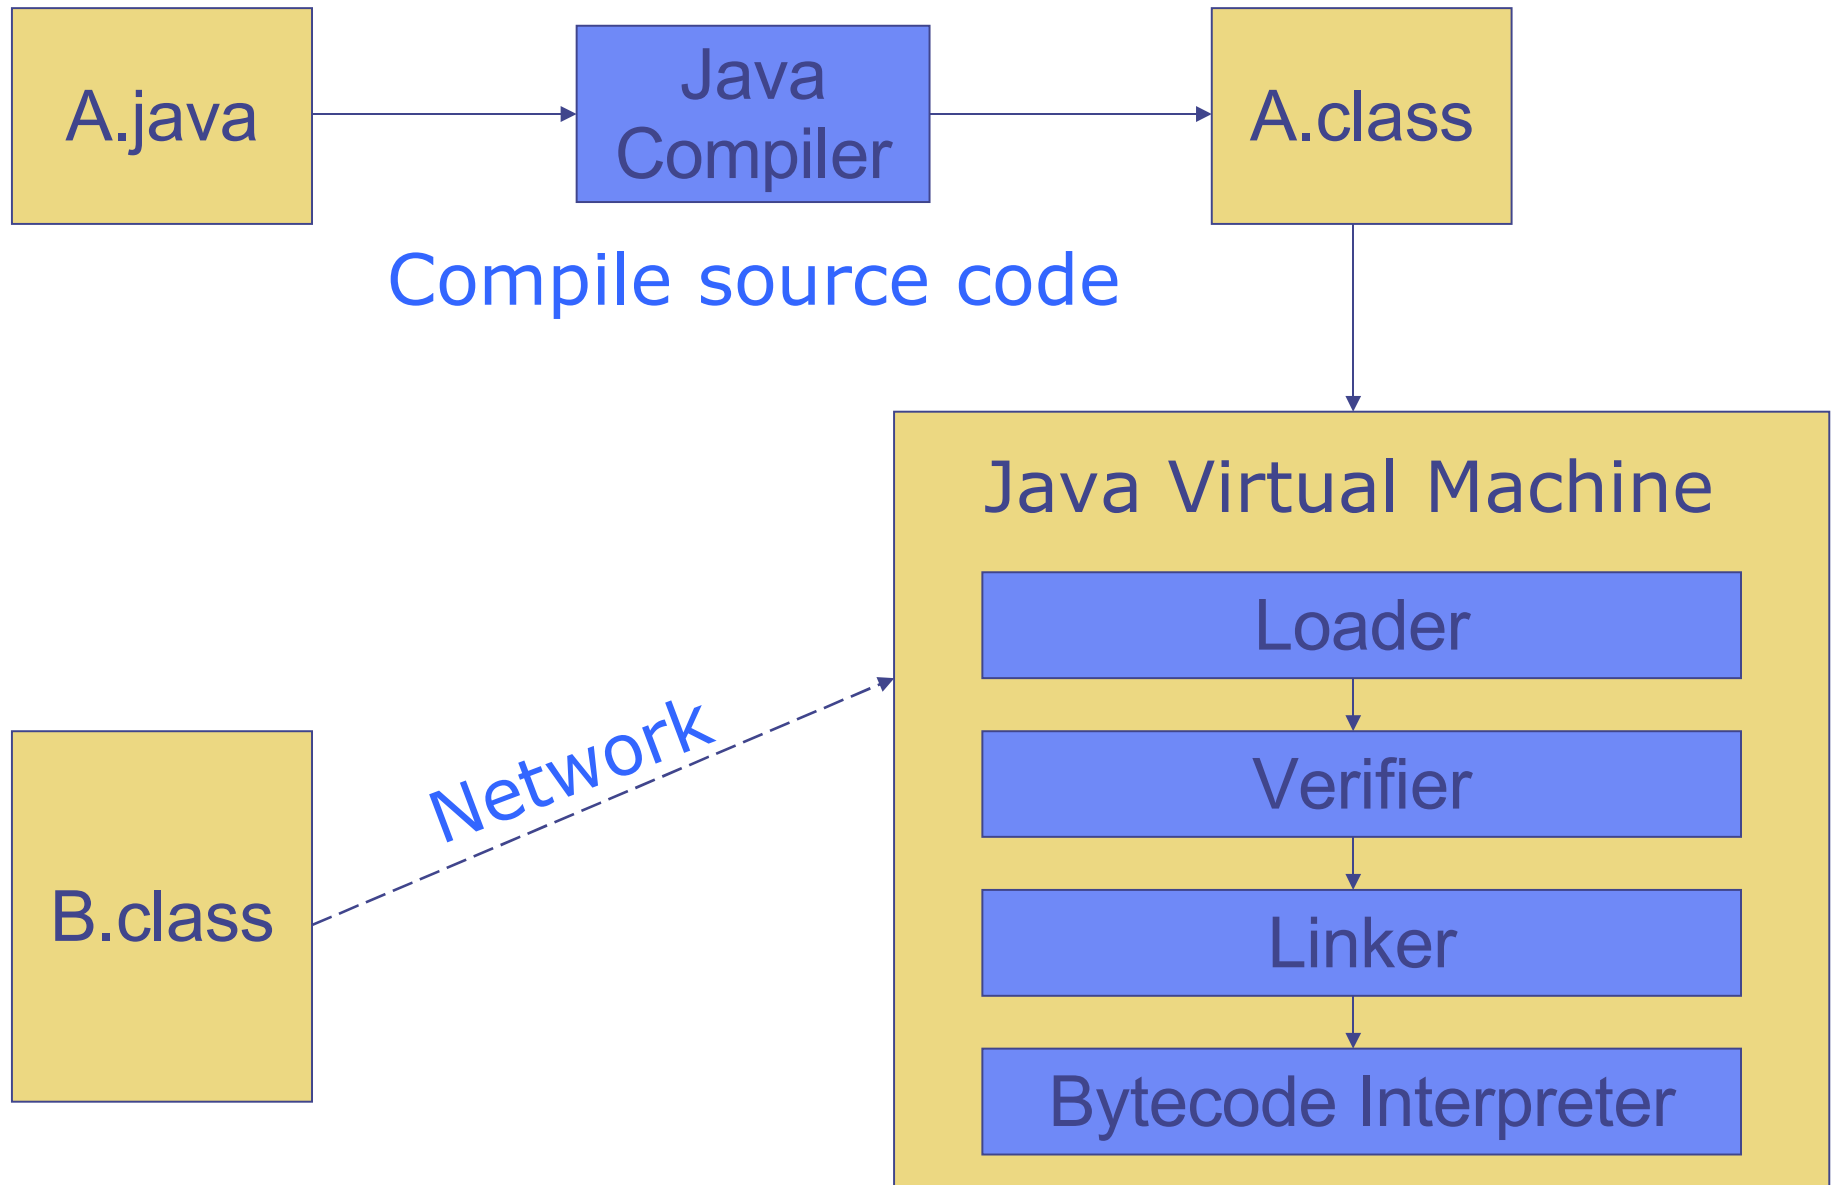 A.java
Java
Compiler
A.class
Compile source code
Java Virtual Machine
Loader
Network
Verifier
B.class
Linker
Bytecode Interpreter